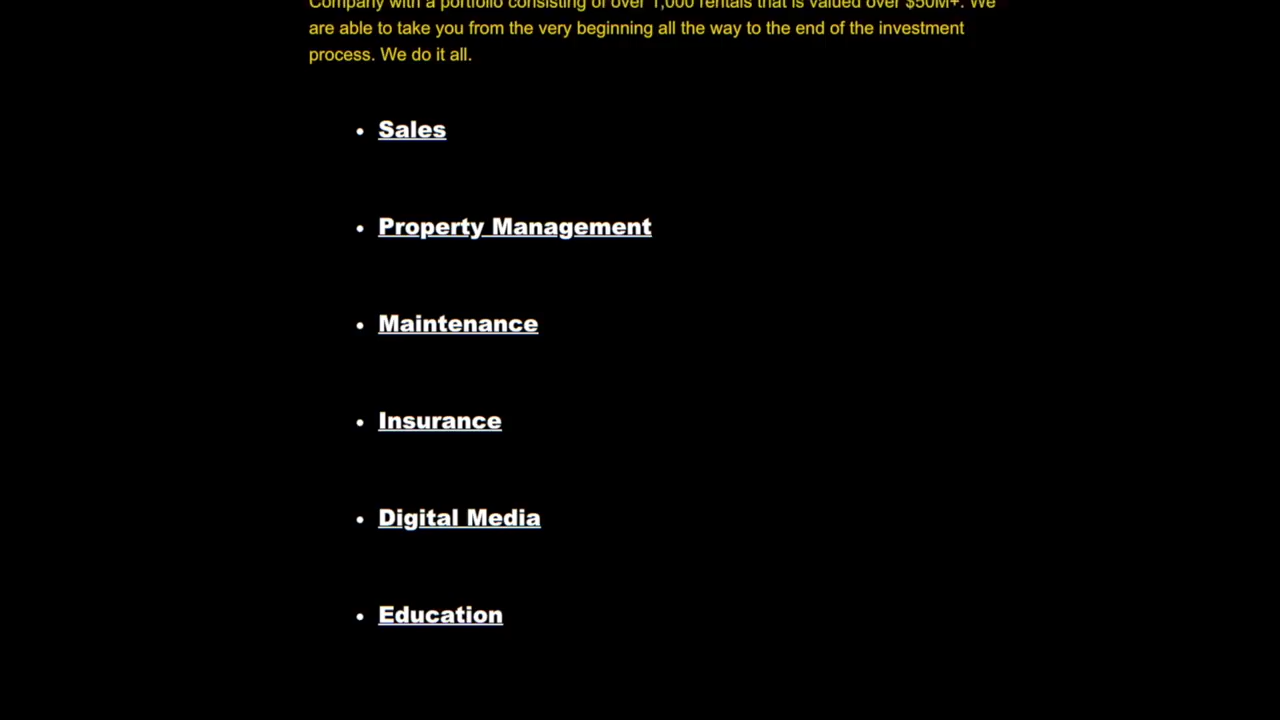 Company with a portfolio consisting of over 1,000 rentals that is valued over $50M+. We
are able to take you from the very beginning all the way to the end of the investment
process. We do it all.
• Sales
• Property Management
• Maintenance
• Insurance
• Digital Media
• Education